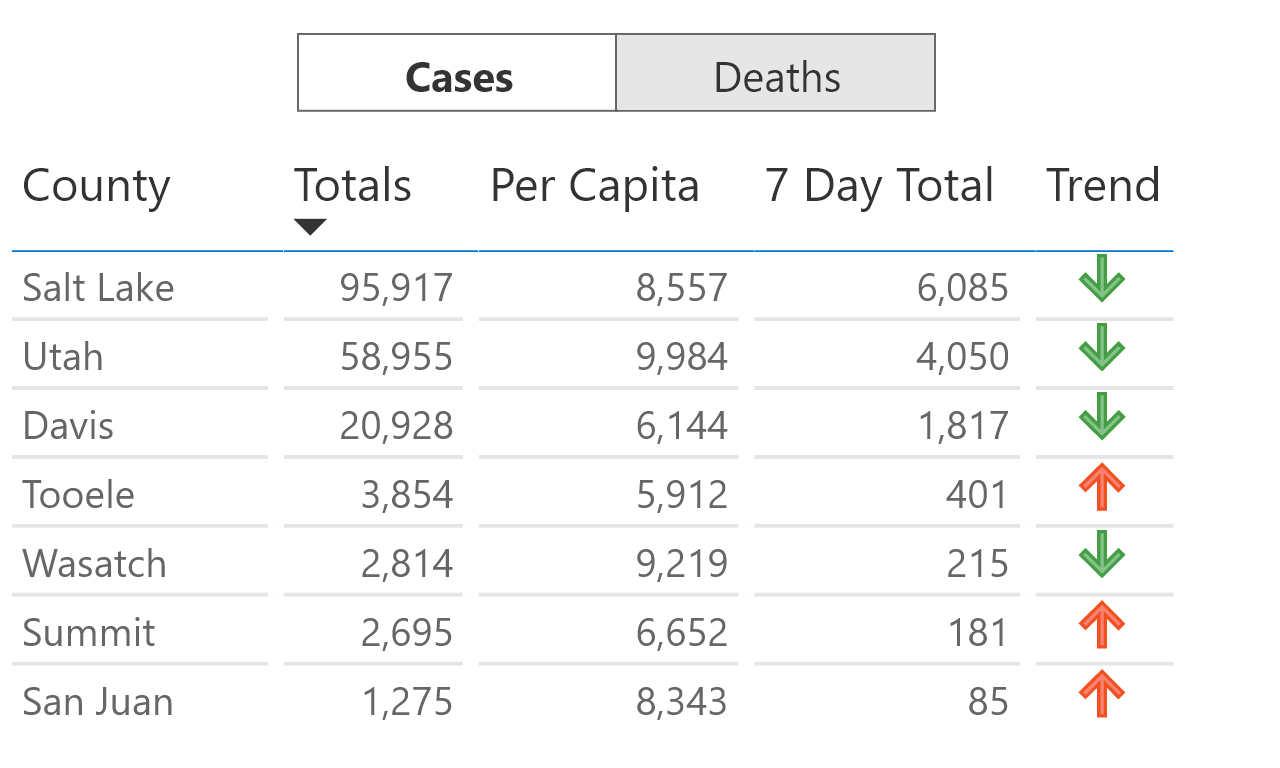 Cases Deaths
County Totals Per Capita 7 Day Total Trend
Salt Lake 95,917 8,557 6,085
Utah 58,955 9,984 4,050
Davis 20,928 6,144 1,817
Tooele 3,854 5,912 401
Wasatch 2,814 9,219 215
Summit 2,695 6,652 181
San Juan 1,275 8,343 85